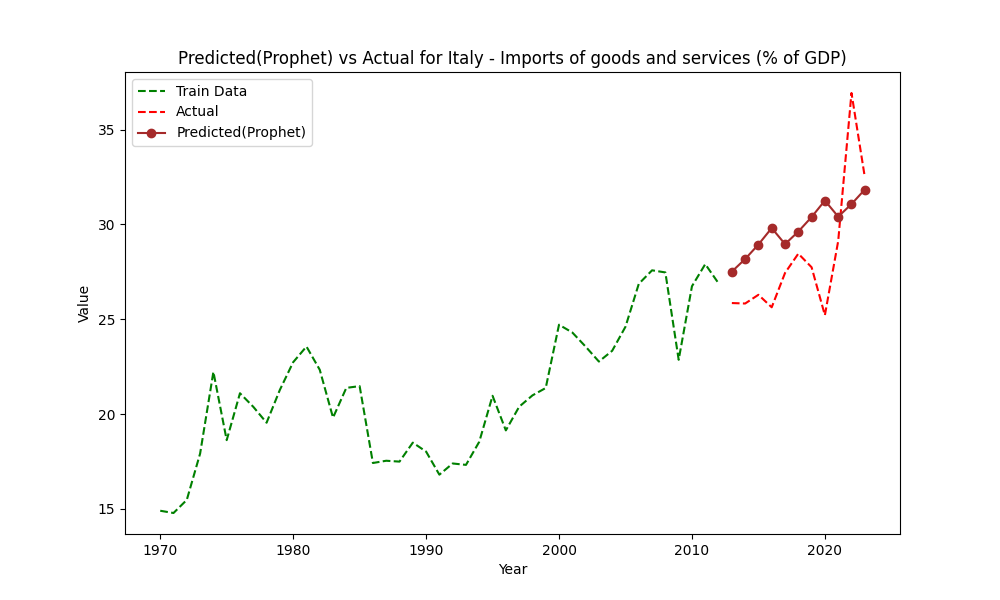 Predicted(Prophet) vs Actual for Italy - Imports of goods and services (% of GDP)
Train Data
Actual
Predicted(Prophet)
35
30
25
20
15
Value
1970 1980 1990 2000 2010 2020
Year